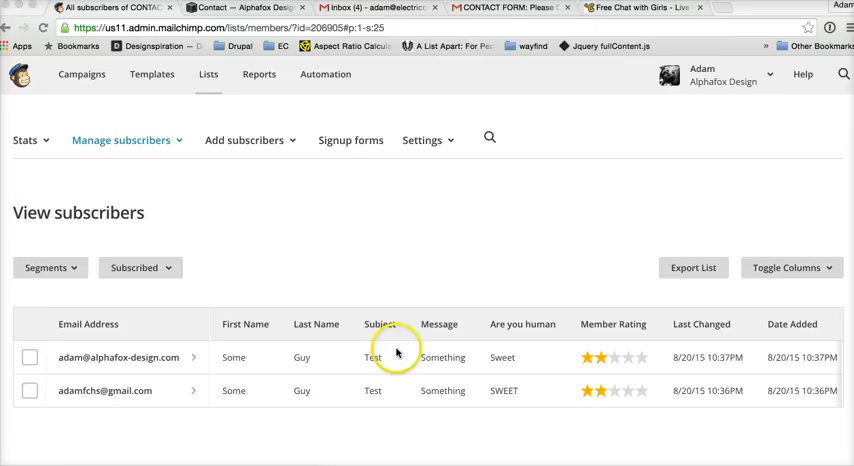 All subscribers of CONTAC
Contact — Alphafox Desig
Inbox (4) - adam@electric
CONTACT FORM: Please C
Free Chat with Girls - Live
Adam
https://us11.admin.mailchimp.com/lists/members/?id=206905#p:1-s:25
Apps
Bookmarks
Designspiration —
Drupal
EC
Aspect Ratio Calcula
A List Apart: For Peo
wayfind
Jquery fullContent.js
»
Other Bookmarks
Campaigns
Templates
Lists
Reports
Automation
Adam
Alphafox Design
Help
Stats
Manage subscribers
Add subscribers
Signup forms
Settings
View subscribers
Segments
Subscribed
Export List
Toggle Columns
Email Address First Name Last Name Subject Message Are you human Member Rating Last Changed Date Added
adam@alphafox-design.com Some Guy Test Something Sweet 8/20/15 10:37PM 8/20/15 10:37PM
adamfchs@gmail.com Some Guy Test Something SWEET 8/20/15 10:36PM 8/20/15 10:36PM